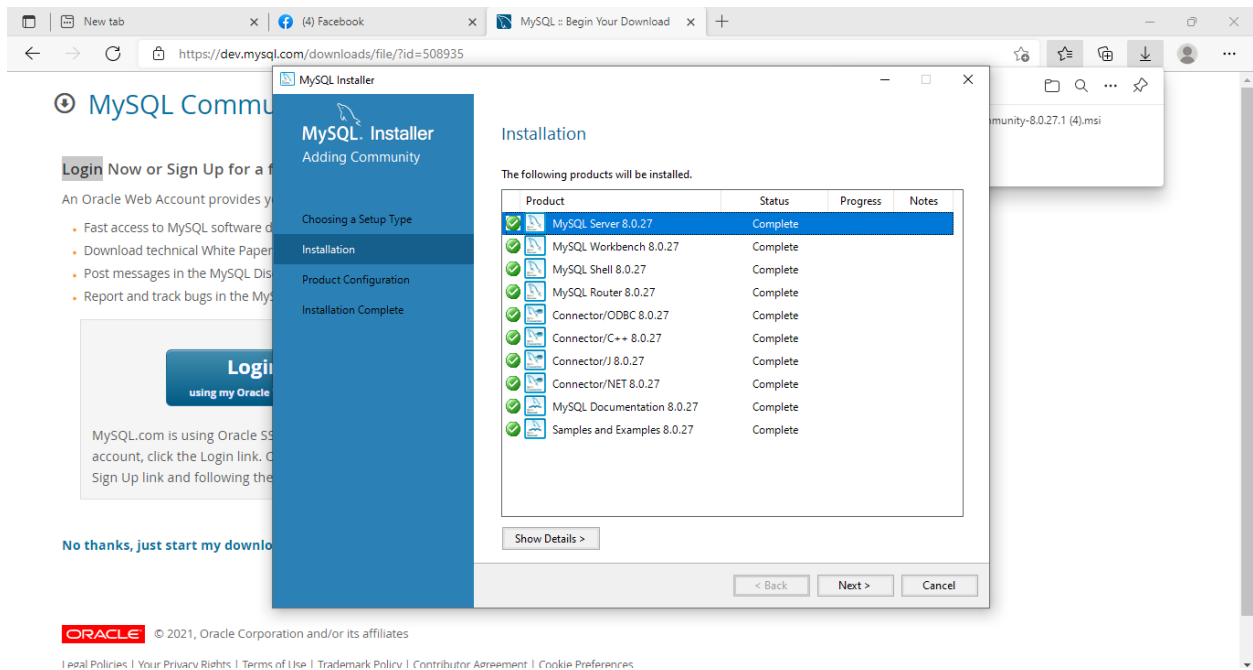 New tab
(4) Facebook
MySQL :: Begin Your Download
https://dev.mysql.com/downloads/file/?id=508935
MySQL Commu
Login Now or Sign Up for a f
An Oracle Web Account provides y
Fast access to MySQL software d
Download technical White Paper
Post messages in the MySQL Dis
Report and track bugs in the MyS
Logi
using my Oracle
MySQL.com is using Oracle SS
account, click the Login link. C
Sign Up link and following the
No thanks, just start my downlo
ORACLE © 2021, Oracle Corporation and/or its affiliates
Legal Policies | Your Privacy Rights | Terms of Use | Trademark Policy | Contributor Agreement | Cookie Preferences
MySQL Installer
MySQL. Installer
Adding Community
Choosing a Setup Type
Installation
Product Configuration
Installation Complete
Installation
The following products will be installed.
Product Status Progress Notes
MySQL Server 8.0.27 Complete
MySQL Workbench 8.0.27 Complete
MySQL Shell 8.0.27 Complete
MySQL Router 8.0.27 Complete
Connector/ODBC 8.0.27 Complete
Connector/C++ 8.0.27 Complete
Connector/J 8.0.27 Complete
Connector/NET 8.0.27 Complete
MySQL Documentation 8.0.27 Complete
Samples and Examples 8.0.27 Complete
Show Details >
< Back Next > Cancel
munity-8.0.27.1 (4).msi